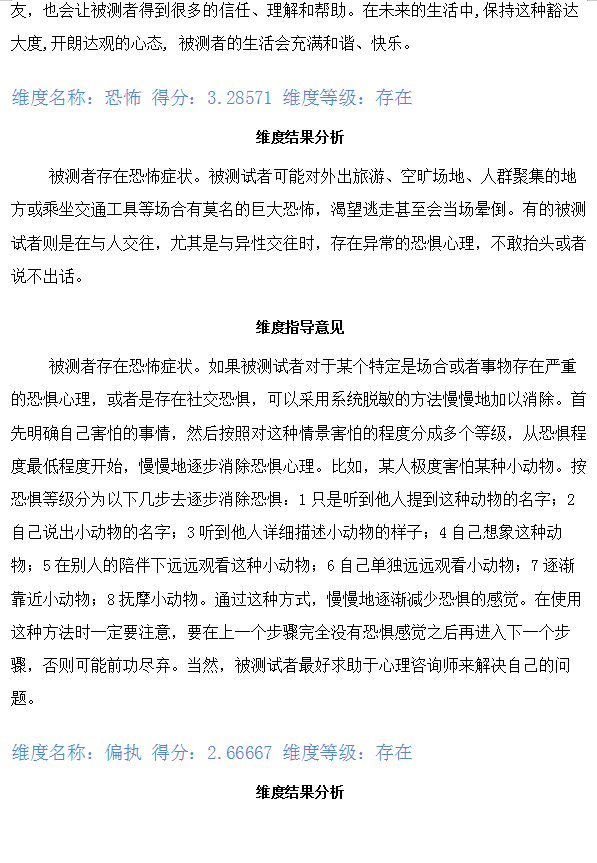 友，也会让被测者得到很多的信任、理解和帮助。在未来的生活中,保持这种豁达
大度,开朗达观的心态, 被测者的生活会充满和谐、快乐。
维度名称：恐怖 得分：3.28571 维度等级：存在
维度结果分析
被测者存在恐怖症状。被测试者可能对外出旅游、空旷场地、人群聚集的地
方或乘坐交通工具等场合有莫名的巨大恐怖，渴望逃走甚至会当场晕倒。有的被测
试者则是在与人交往，尤其是与异性交往时，存在异常的恐惧心理，不敢抬头或者
说不出话。
维度指导意见
被测者存在恐怖症状。如果被测试者对于某个特定是场合或者事物存在严重
的恐惧心理，或者是存在社交恐惧，可以采用系统脱敏的方法慢慢地加以消除。首
先明确自己害怕的事情，然后按照对这种情景害怕的程度分成多个等级，从恐惧程
度最低程度开始，慢慢地逐步消除恐惧心理。比如，某人极度害怕某种小动物。按
恐惧等级分为以下几步去逐步消除恐惧：1 只是听到他人提到这种动物的名字；2
自己说出小动物的名字；3 听到他人详细描述小动物的样子；4 自己想象这种动
物；5 在别人的陪伴下远远观看这种小动物；6 自己单独远远观看小动物；7 逐渐
靠近小动物；8 抚摩小动物。通过这种方式，慢慢地逐渐减少恐惧的感觉。在使用
这种方法时一定要注意，要在上一个步骤完全没有恐惧感觉之后再进入下一个步
骤，否则可能前功尽弃。当然，被测试者最好求助于心理咨询师来解决自己的问
题。
维度名称：偏执 得分：2.66667 维度等级：存在
维度结果分析